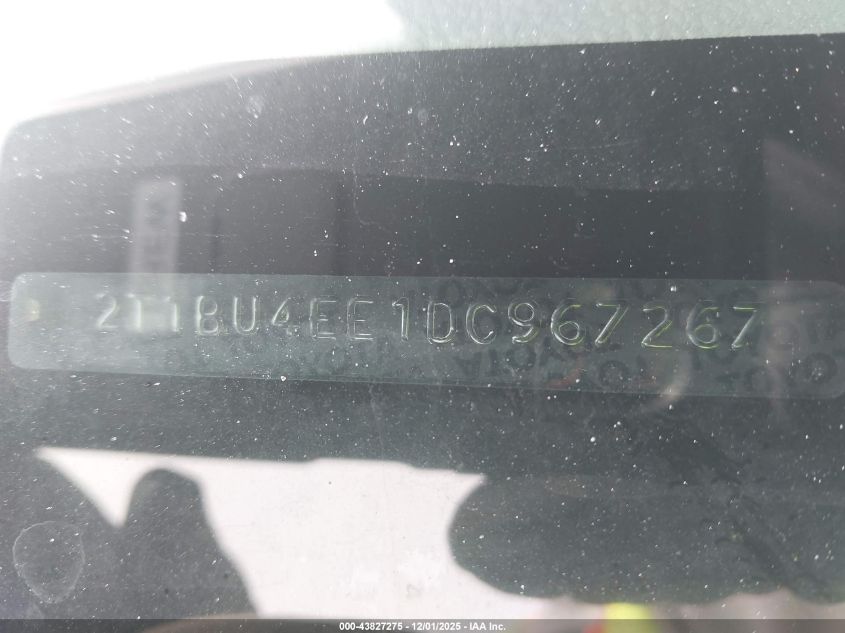 2T1BU4EE1DC967267
000-43827275 - 12/01/2025 - IAA Inc.